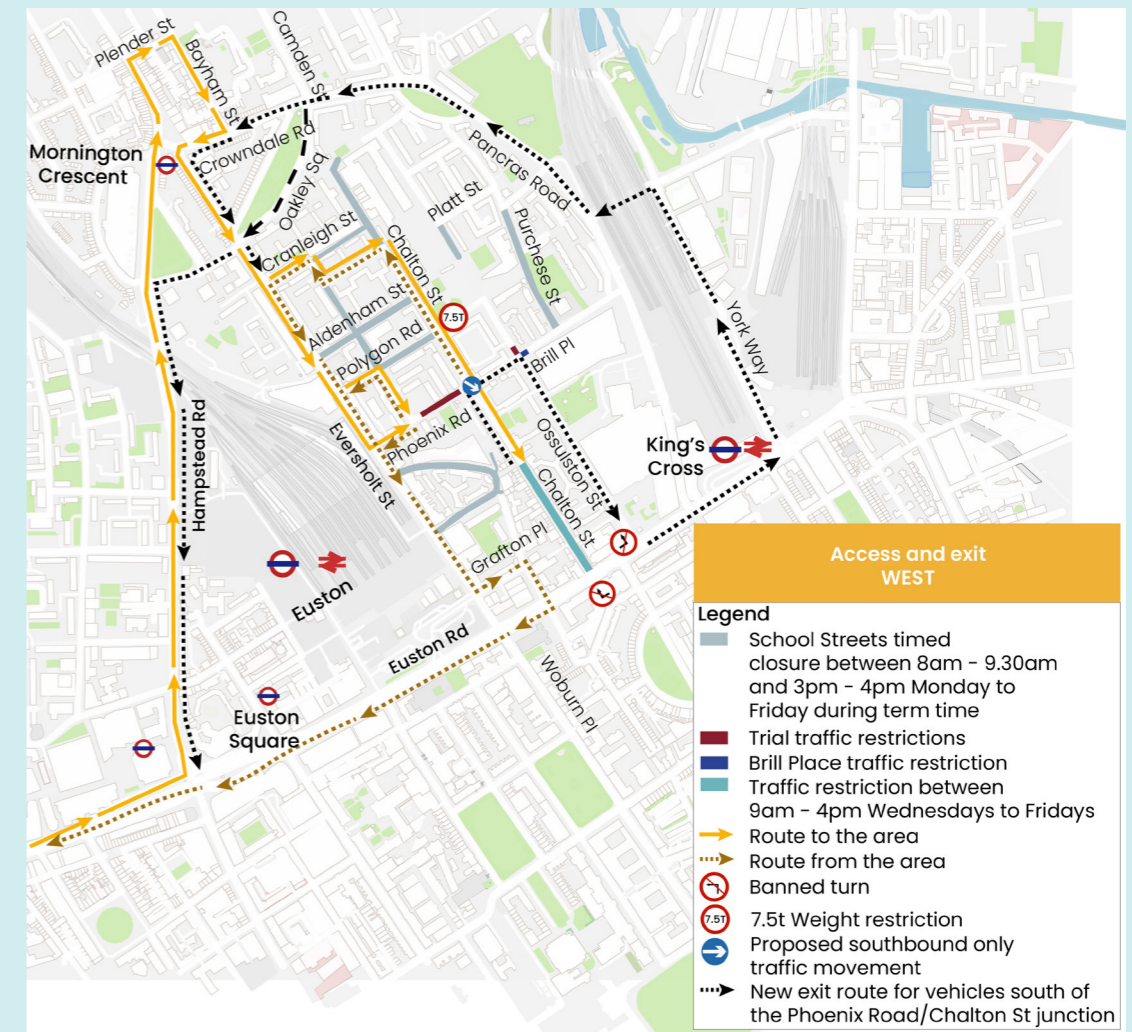 Plender St
Bayham St
Camden St
Mornington
Crescent
Crowndale Rd
Oakley Sq
Pancras Road
Platt St
Purchese St
Cranleigh St
Chalton St
Aldenham St
7.5T
Polygon Rd
Brill Pl
York Way
Phoenix Rd
Eversholt St
Ossulston St
King's
Cross
Hampstead Rd
Chalton St
Grafton Pl
Euston
Euston Rd
Woburn Pl
Euston
Square
Access and exit
WEST
Legend
School Streets timed
closure between 8am - 9.30am
and 3pm - 4pm Monday to
Friday during term time
Trial traffic restrictions
Brill Place traffic restriction
Traffic restriction between
9am - 4pm Wednesdays to Fridays
Route to the area
Route from the area
Banned turn
7.5T
7.5t Weight restriction
Proposed southbound only
traffic movement
New exit route for vehicles south of
the Phoenix Road/Chalton St junction